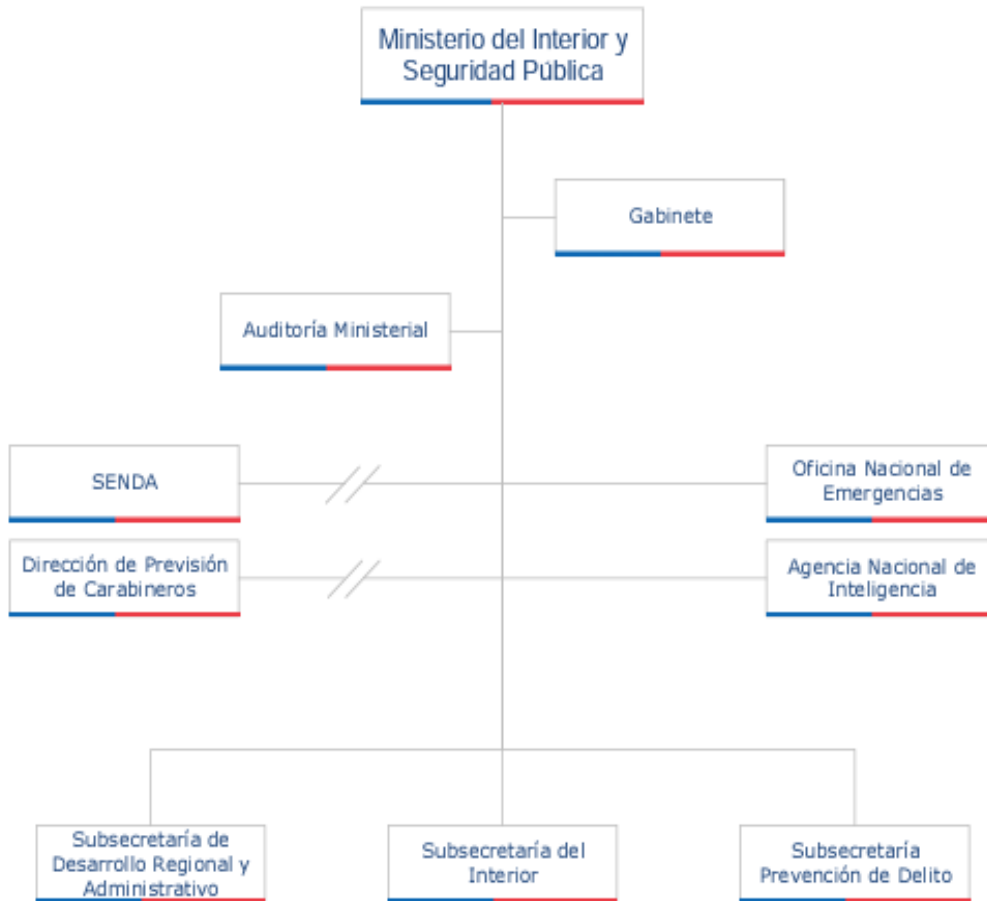 Ministerio del Interior y
Seguridad Pública
Gabinete
Auditoría Ministerial
SENDA
Oficina Nacional de
Emergencias
Dirección de Previsión
de Carabineros
Agencia Nacional de
Inteligencia
Subsecretaría de
Desarrollo Regional y
Administrativo
Subsecretaría del
Interior
Subsecretaría
Prevención de Delito